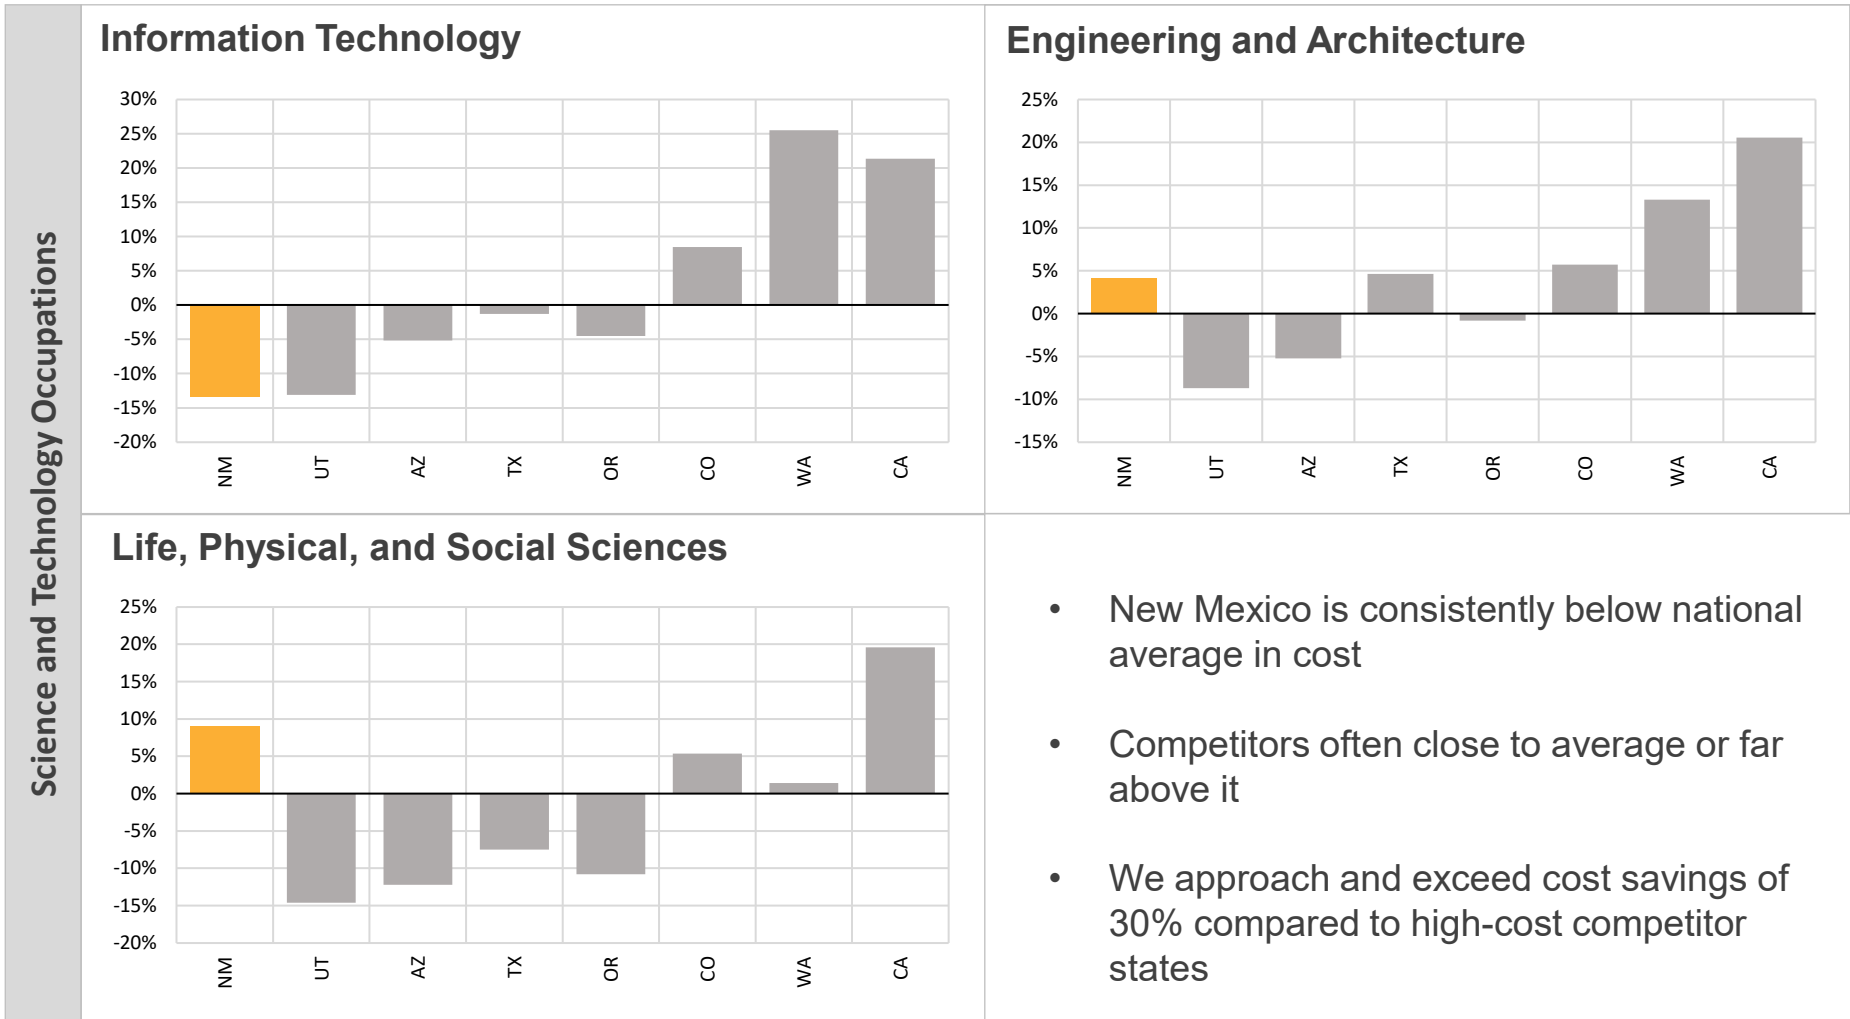 Science and Technology Occupations
Information Technology
30%
25%
20%
15%
10%
5%
0%
-5%
-10%
-15%
-20%
NM
UT
AZ
TX
OR
CO
WA
CA
Engineering and Architecture
25%
20%
15%
10%
5%
0%
-5%
-10%
-15%
NM
UT
AZ
TX
OR
CO
WA
CA
Life, Physical, and Social Sciences
25%
20%
15%
10%
5%
0%
-5%
-10%
-15%
-20%
NM
UT
AZ
TX
OR
CO
WA
CA
• New Mexico is consistently below national
average in cost
• Competitors often close to average or far
above it
• We approach and exceed cost savings of
30% compared to high-cost competitor
states